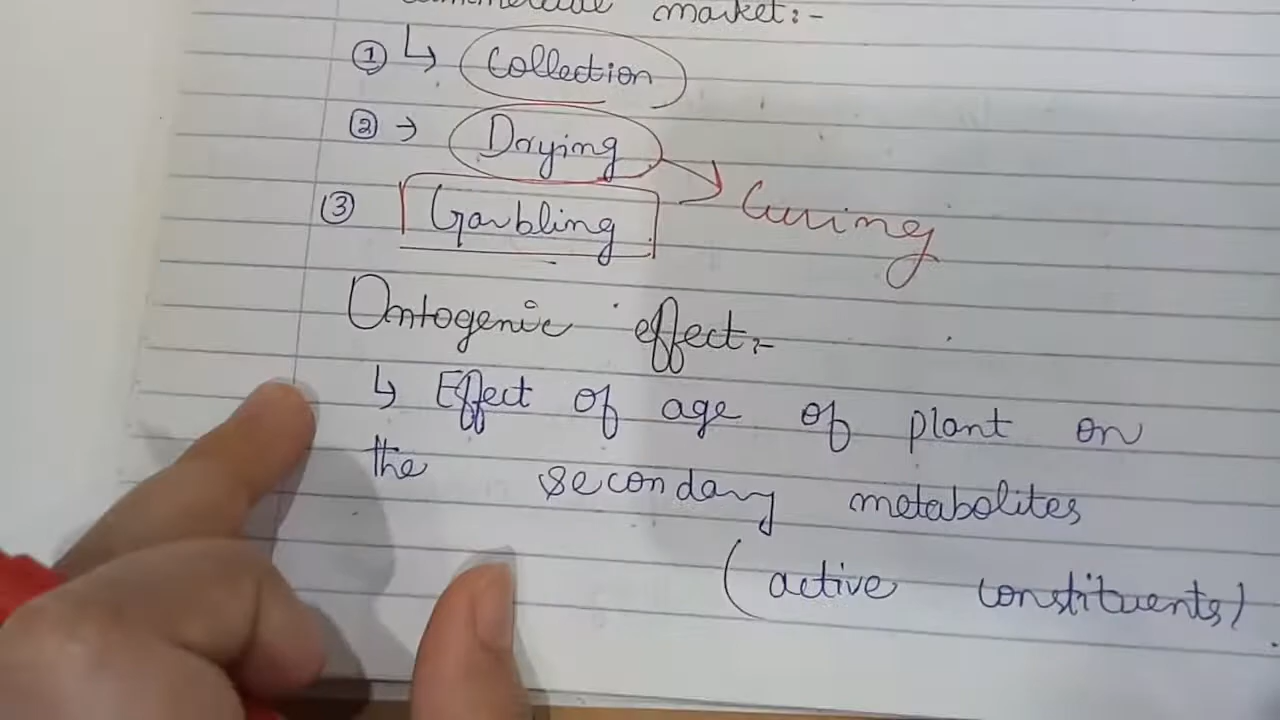 market:-
① ↳ Collection
② → Drying → Curing
③ Garbling
Ontogenic effect:-
↳ Effect of age of plant on
the secondary metabolites
(active constituents)